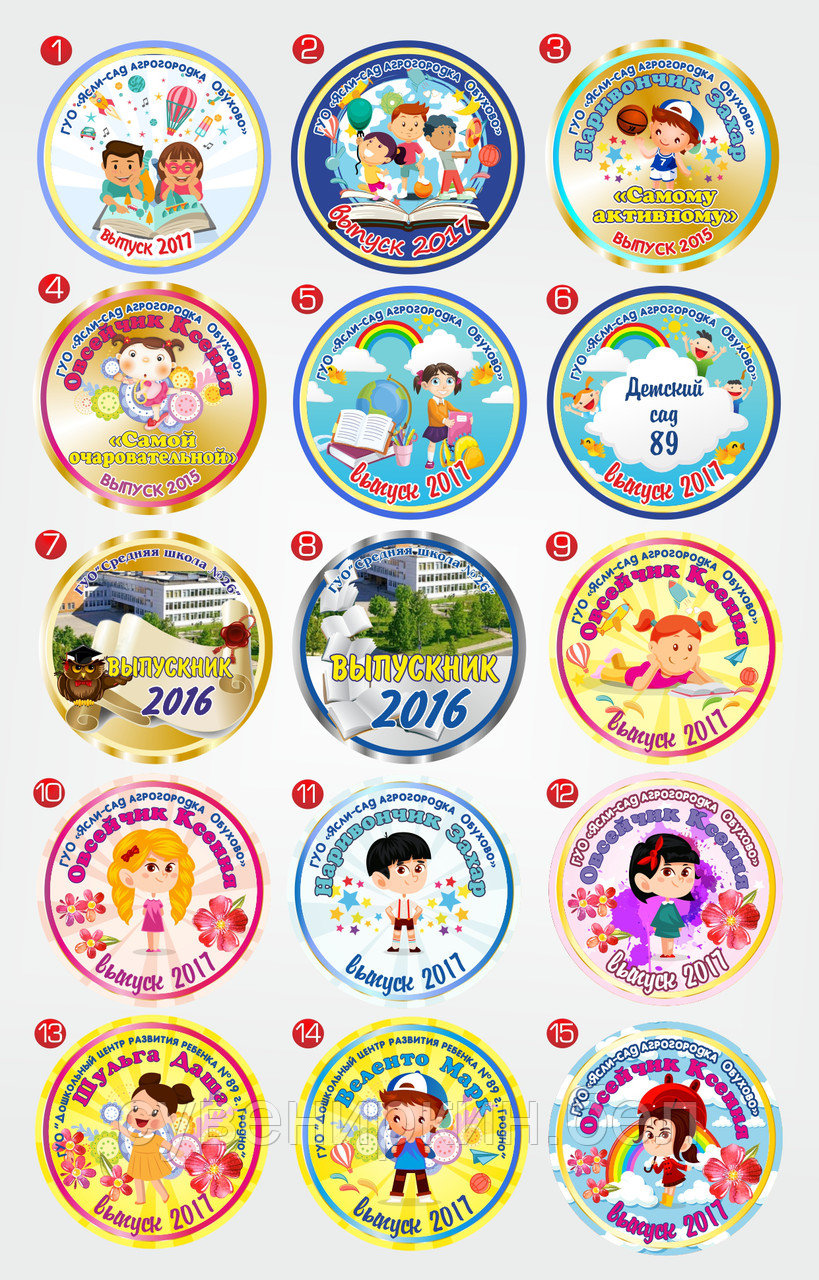 1
ГУО «Ясли-сад агрогородка Обухово»
Выпуск 2017
2
ГУО «Ясли-сад агрогородка Обухово»
выпуск 2017
3
ГУО «Ясли-сад агрогородка Обухово»
Наривончик Захар
«Самому
активному»
ВЫПУСК 2015
4
ГУО «Ясли-сад агрогородка Обухово»
Овсейчик Ксения
«Самой
очаровательной»
ВЫПУСК 2015
5
ГУО «Ясли-сад агрогородка Обухово»
выпуск 2017
6
ГУО «Ясли-сад агрогородка Обухово»
Детский
сад
89
выпуск 2017
7
ГУО "Средняя школа №26"
ВЫПУСКНИК
2016
8
ГУО "Средняя школа №26"
ВЫПУСКНИК
2016
9
ГУО «Ясли-сад агрогородка Обухово»
Овсейчик Ксения
выпуск 2017
10
ГУО «Ясли-сад агрогородка Обухово»
Овсейчик Ксения
выпуск 2017
11
ГУО «Ясли-сад агрогородка Обухово»
Наривончик Захар
выпуск 2017
12
ГУО «Ясли-сад агрогородка Обухово»
Овсейчик Ксения
выпуск 2017
13
ГУО "Дошкольный центр развития ребенка №89 г. Гродно"
Шульга Даша
выпуск 2017
14
ГУО "Дошкольный центр развития ребенка №89 г. Гродно"
Веленто Марк
выпуск 2017
15
ГУО «Ясли-сад агрогородка Обухово»
Овсейчик Ксения
выпуск 2017
сувениркин.бел